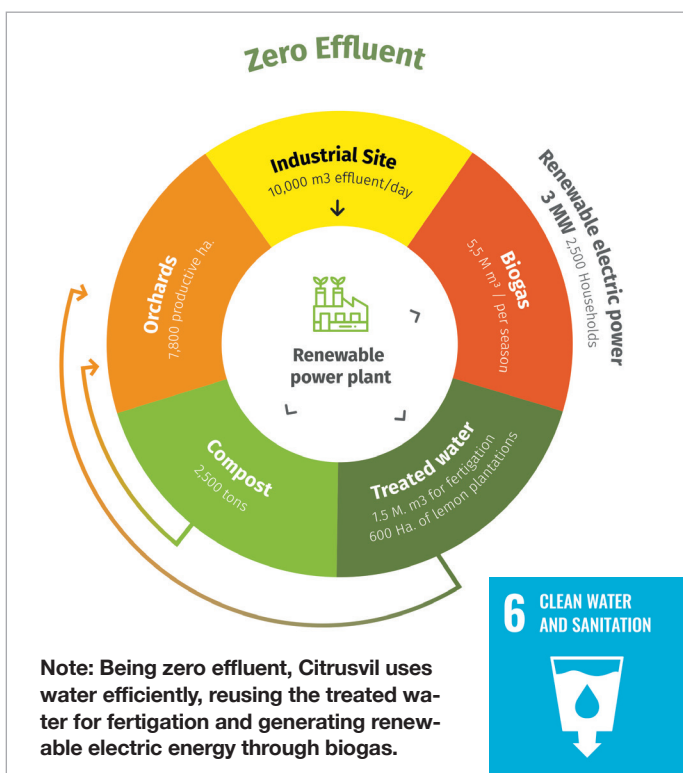 Zero Effluent
Industrial Site
10,000 m3 effluent/day
Orchards
7,800 productive ha.
Biogas
5,5 M m³ | per season
Renewable electric power
3 MW 2,500 Households
Renewable
power plant
Compost
2,500 tons
Treated water
1.5 M. m3 for fertigation
600 Ha. of lemon plantations
6 CLEAN WATER
AND SANITATION
Note: Being zero effluent, Citrusvil uses
water efficiently, reusing the treated wa-
ter for fertigation and generating renew-
able electric energy through biogas.